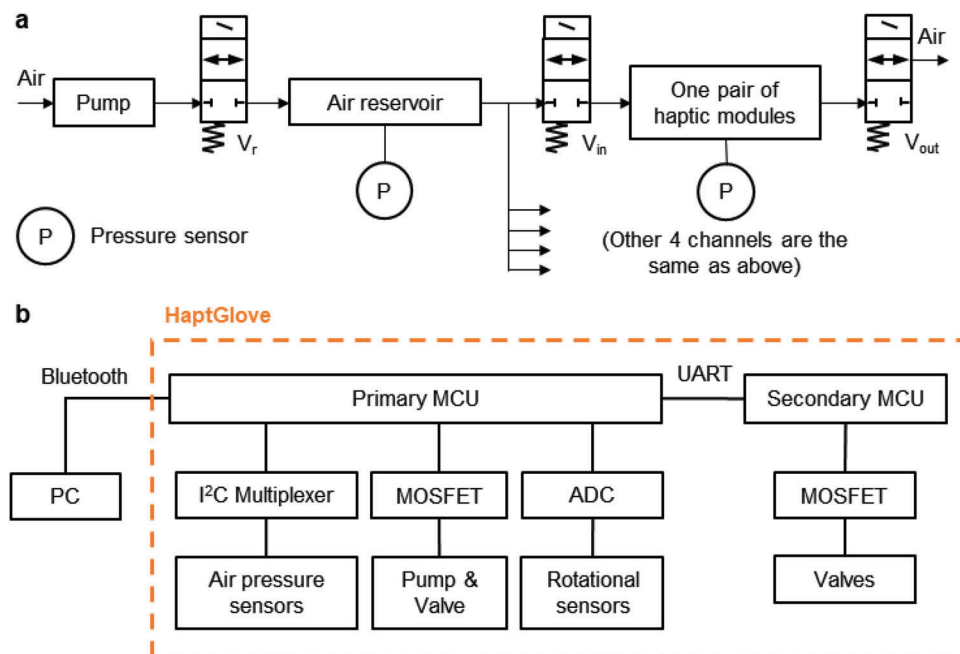 a
Air
Pump
Vr
Air reservoir
P
Vin
One pair of
haptic modules
P
Vout
Air
P
Pressure sensor
(Other 4 channels are the
same as above)
b
HaptGlove
Bluetooth
PC
Primary MCU
UART
Secondary MCU
I²C Multiplexer
MOSFET
ADC
MOSFET
Air pressure
sensors
Pump &
Valve
Rotational
sensors
Valves